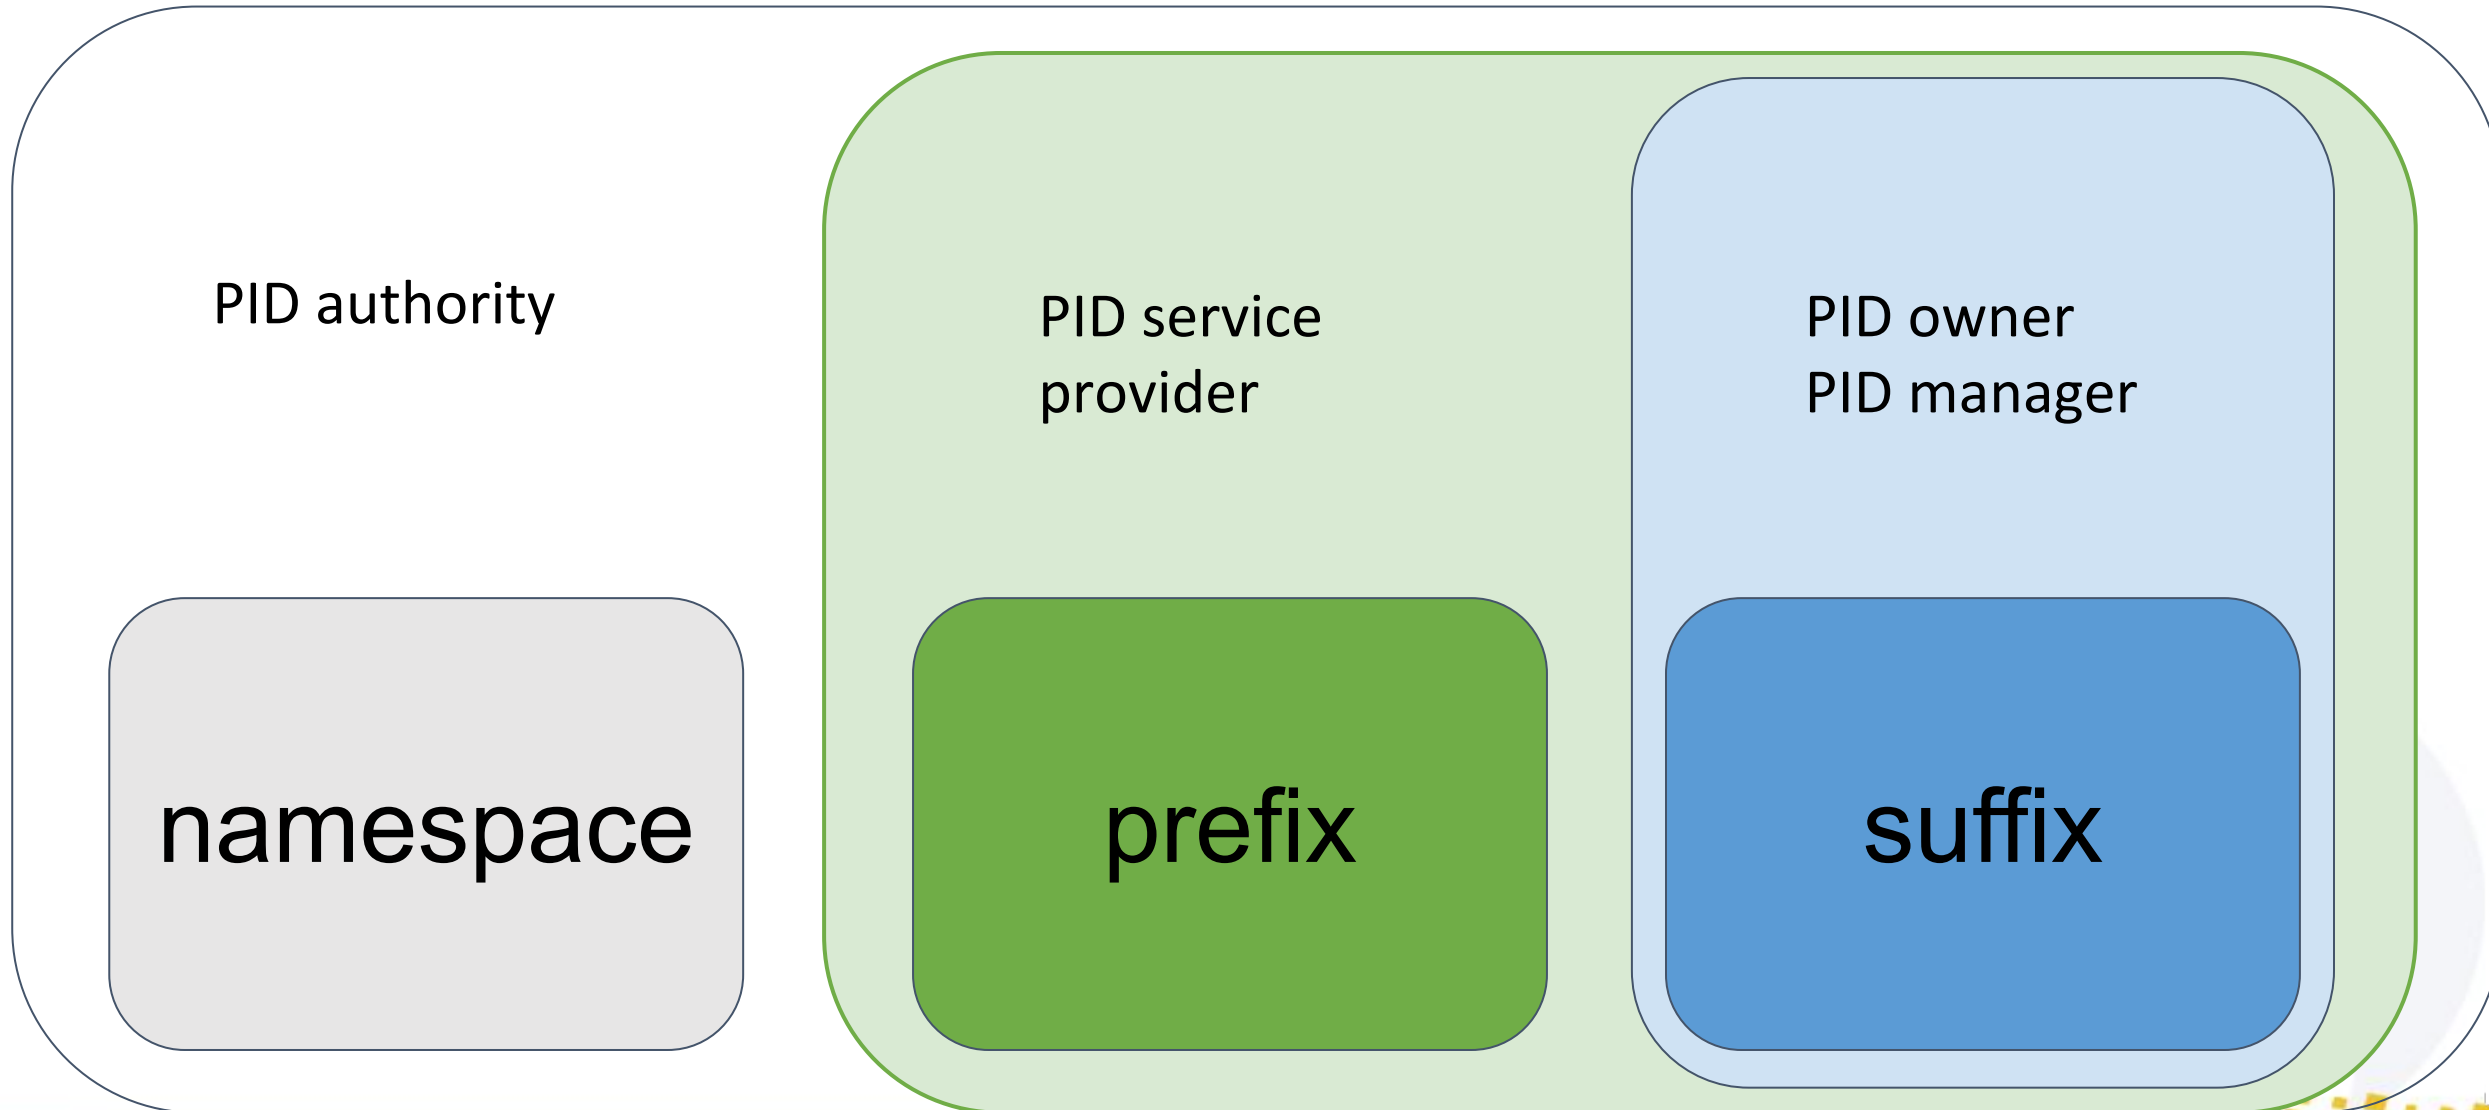 PID authority
PID service
provider
PID owner
PID manager
namespace
prefix
suffix